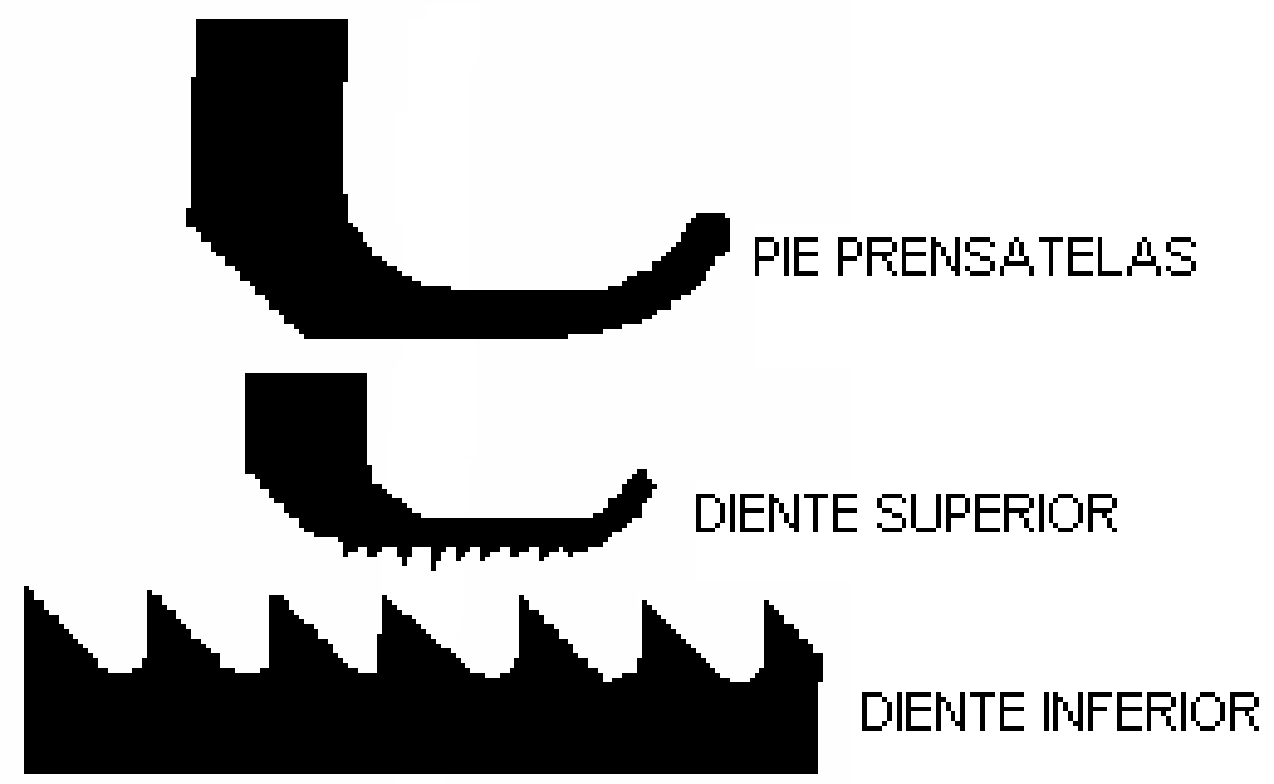 PIE PRENSATELAS
DIENTE SUPERIOR
DIENTE INFERIOR